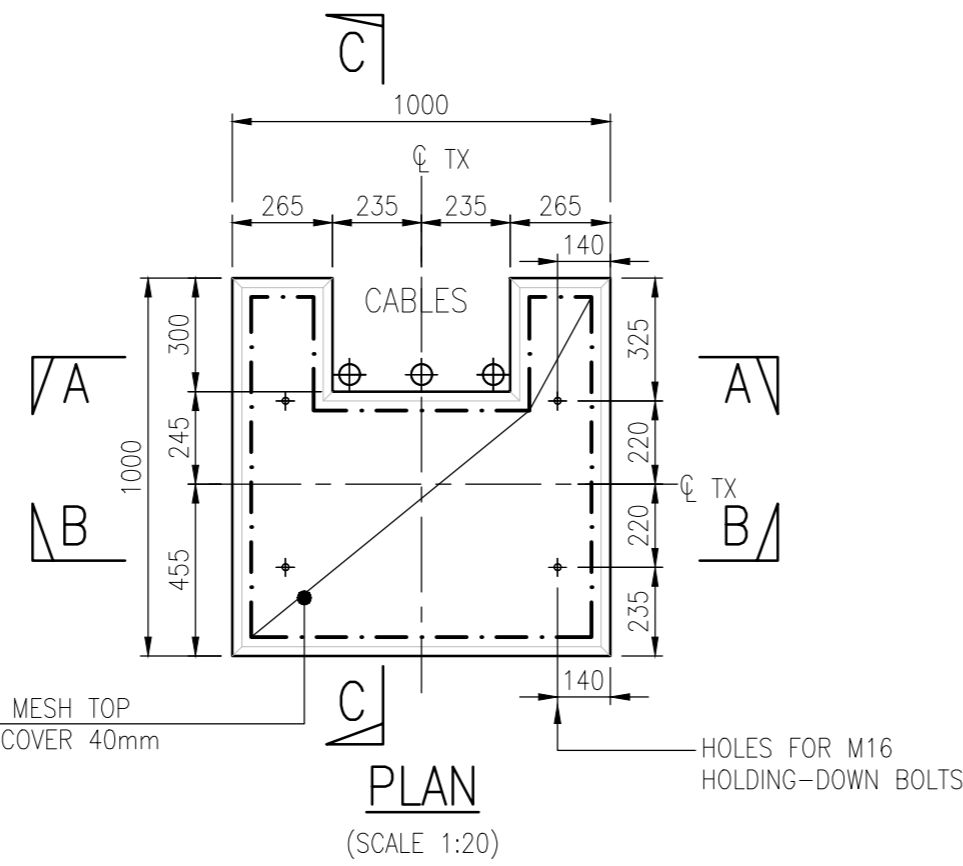 C
1000
℄ TX
265 235 235 265
140
CABLES
300
325
A
A
245
220
1000
℄ TX
B
B
455
220
235
C
140
MESH TOP
COVER 40mm
HOLES FOR M16
HOLDING-DOWN BOLTS
PLAN
(SCALE 1:20)